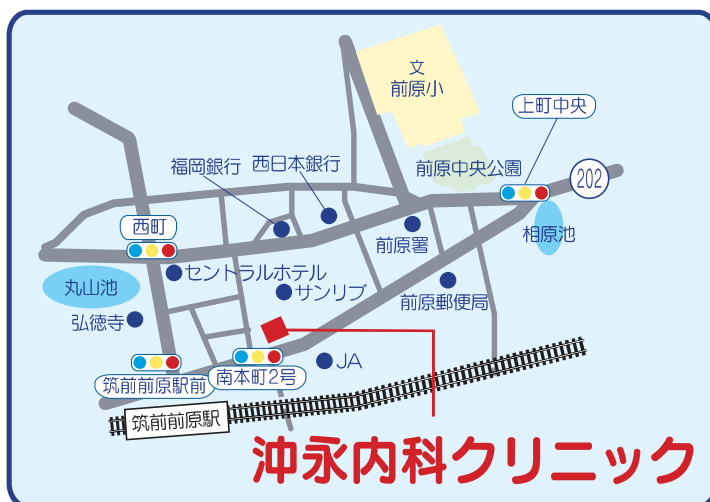 文
前原小
上町中央
202
前原中央公園
西日本銀行
福岡銀行
西町
前原署
相原池
セントラルホテル
丸山池
サンリブ
前原郵便局
弘徳寺
JA
筑前前原駅前
南本町2号
筑前前原駅
沖永内科クリニック